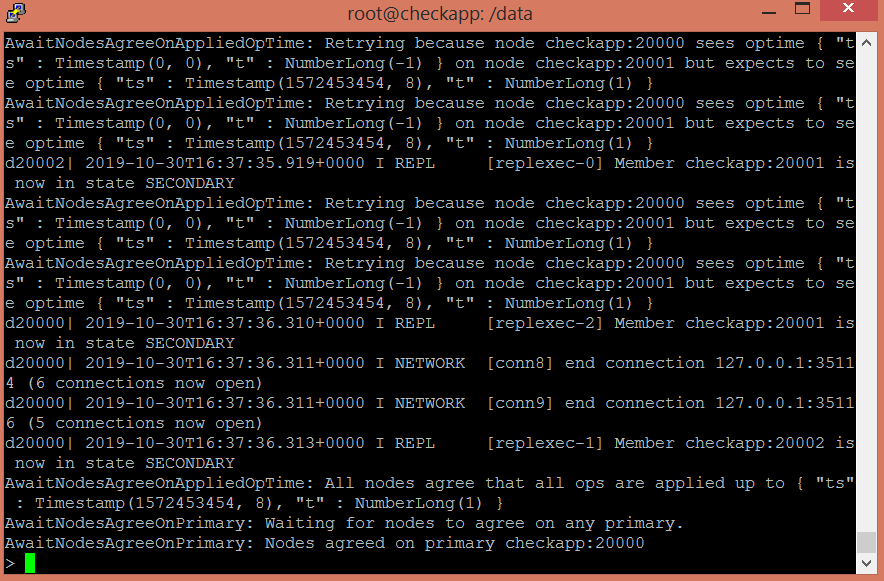 root@checkapp: /data
AwaitNodesAgreeOnAppliedOpTime: Retrying because node checkapp:20000 sees optime { "t
s" : Timestamp(0, 0), "t" : NumberLong(-1) } on node checkapp:20001 but expects to se
e optime { "ts" : Timestamp(1572453454, 8), "t" : NumberLong(1) }
AwaitNodesAgreeOnAppliedOpTime: Retrying because node checkapp:20000 sees optime { "t
s" : Timestamp(0, 0), "t" : NumberLong(-1) } on node checkapp:20001 but expects to se
e optime { "ts" : Timestamp(1572453454, 8), "t" : NumberLong(1) }
d20002| 2019-10-30T16:37:35.919+0000 I REPL     [replexec-0] Member checkapp:20001 is
 now in state SECONDARY
AwaitNodesAgreeOnAppliedOpTime: Retrying because node checkapp:20000 sees optime { "t
s" : Timestamp(0, 0), "t" : NumberLong(-1) } on node checkapp:20001 but expects to se
e optime { "ts" : Timestamp(1572453454, 8), "t" : NumberLong(1) }
AwaitNodesAgreeOnAppliedOpTime: Retrying because node checkapp:20000 sees optime { "t
s" : Timestamp(0, 0), "t" : NumberLong(-1) } on node checkapp:20001 but expects to se
e optime { "ts" : Timestamp(1572453454, 8), "t" : NumberLong(1) }
d20000| 2019-10-30T16:37:36.310+0000 I REPL     [replexec-2] Member checkapp:20001 is
 now in state SECONDARY
d20000| 2019-10-30T16:37:36.311+0000 I NETWORK  [conn8] end connection 127.0.0.1:3511
4 (6 connections now open)
d20000| 2019-10-30T16:37:36.311+0000 I NETWORK  [conn9] end connection 127.0.0.1:3511
6 (5 connections now open)
d20000| 2019-10-30T16:37:36.313+0000 I REPL     [replexec-1] Member checkapp:20002 is
 now in state SECONDARY
AwaitNodesAgreeOnAppliedOpTime: All nodes agree that all ops are applied up to { "ts"
 : Timestamp(1572453454, 8), "t" : NumberLong(1) }
AwaitNodesAgreeOnPrimary: Waiting for nodes to agree on any primary.
AwaitNodesAgreeOnPrimary: Nodes agreed on primary checkapp:20000
>